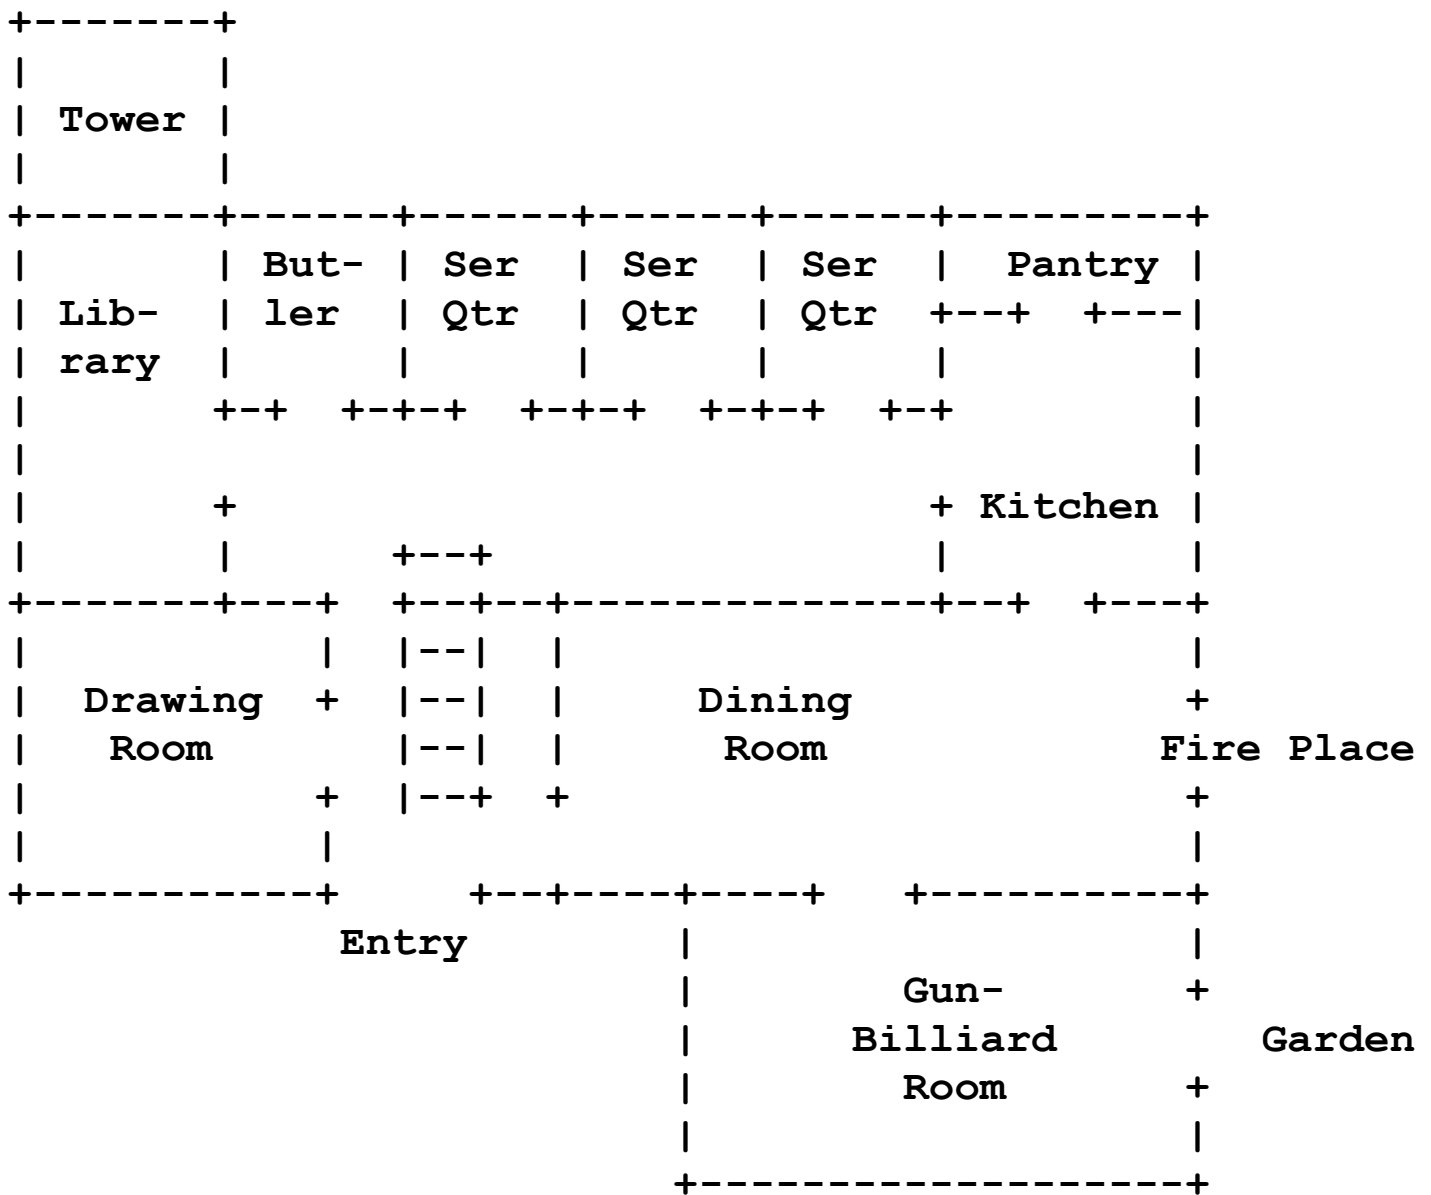 Tower
But- Ser Ser Ser Pantry
Lib- ler Qtr Qtr Qtr
rary
Kitchen
Drawing Dining
Room Room Fire Place
Entry
Gun-
Billiard Garden
Room